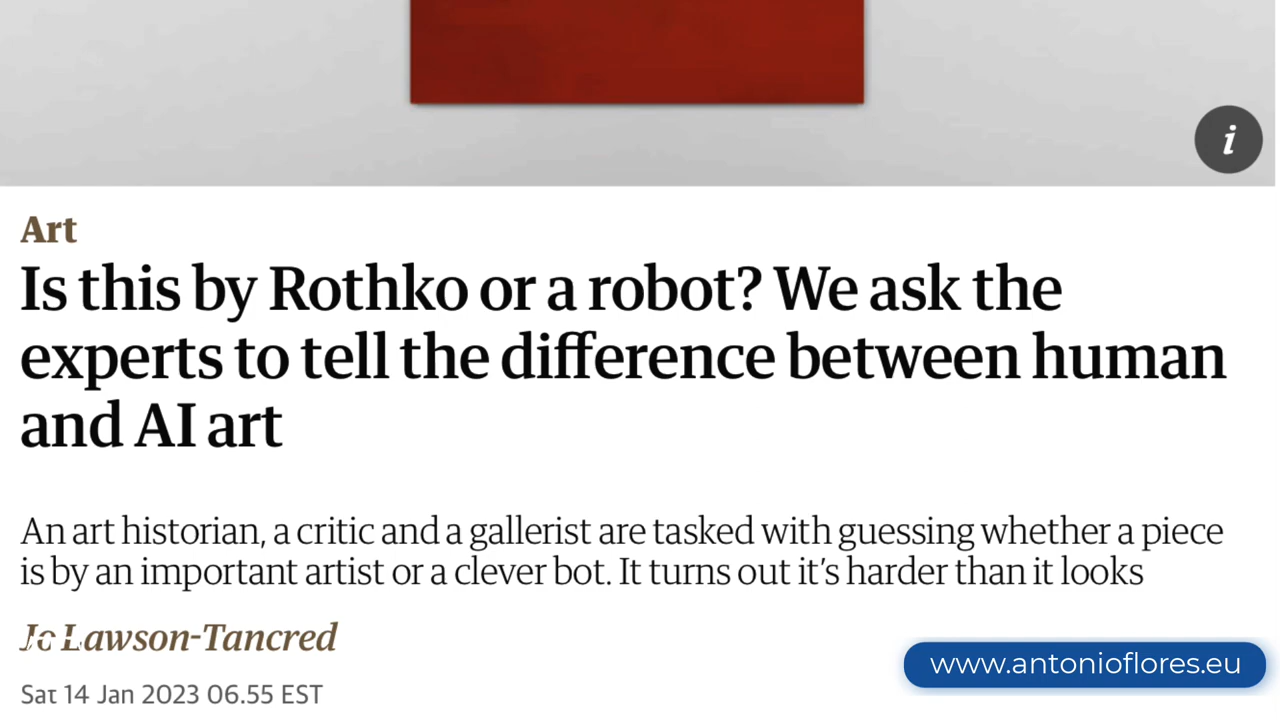 i
Art
Is this by Rothko or a robot? We ask the
experts to tell the difference between human
and AI art
An art historian, a critic and a gallerist are tasked with guessing whether a piece
is by an important artist or a clever bot. It turns out it’s harder than it looks
Jo Lawson-Tancred
www.antonioflores.eu
Sat 14 Jan 2023 06.55 EST